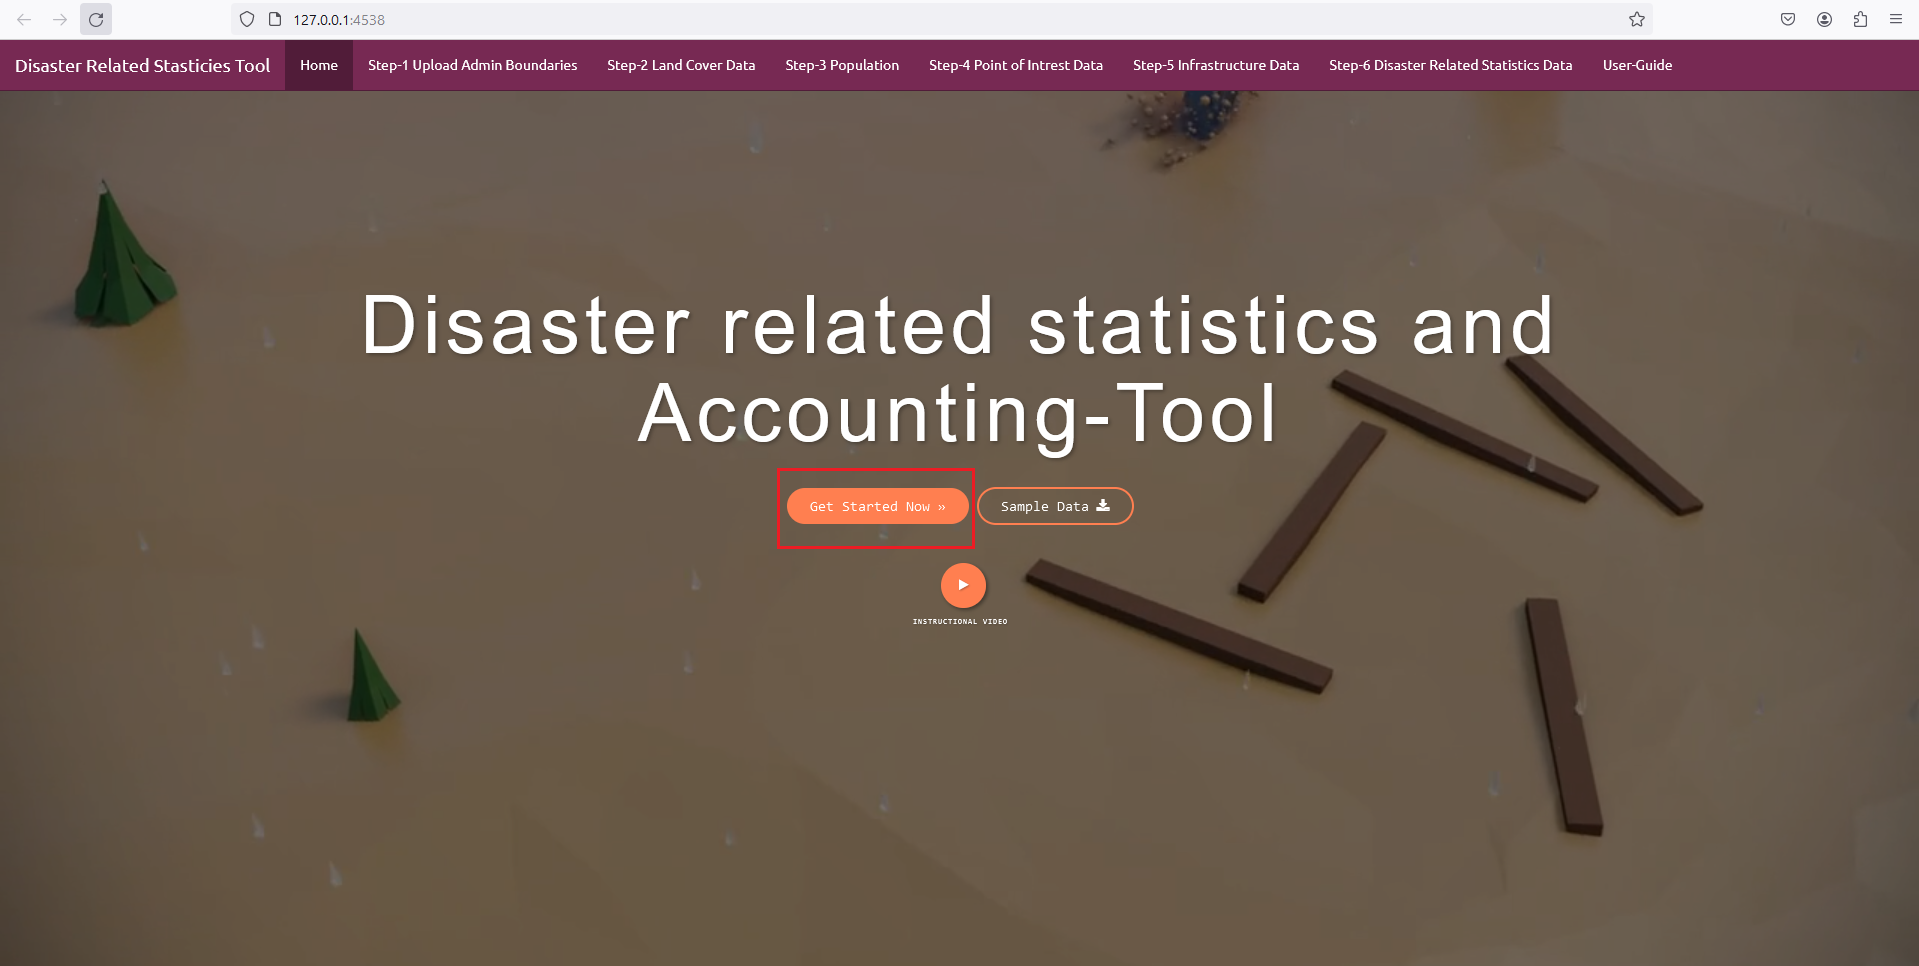 127.0.0.1:4538
Disaster Related Stasticies Tool
Home
Step-1 Upload Admin Boundaries
Step-2 Land Cover Data
Step-3 Population
Step-4 Point of Intrest Data
Step-5 Infrastructure Data
Step-6 Disaster Related Statistics Data
User-Guide
Disaster related statistics and
Accounting-Tool
Get Started Now »
Sample Data
INSTRUCTIONAL VIDEO